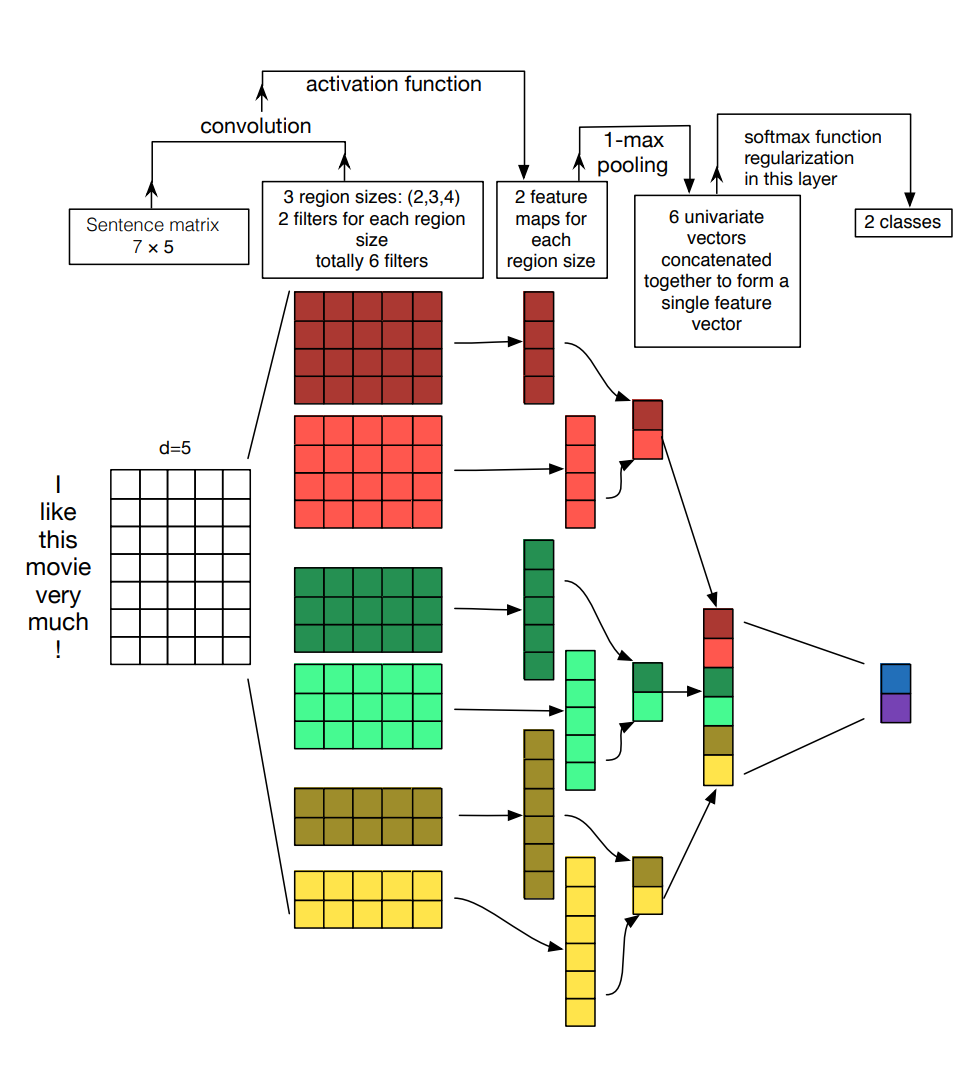 activation function
convolution
1-max
pooling
softmax function
regularization
in this layer
Sentence matrix
7 × 5
3 region sizes: (2,3,4)
2 filters for each region
size
totally 6 filters
2 feature
maps for
each
region size
6 univariate
vectors
concatenated
together to form a
single feature
vector
2 classes
d=5
I
like
this
movie
very
much
!